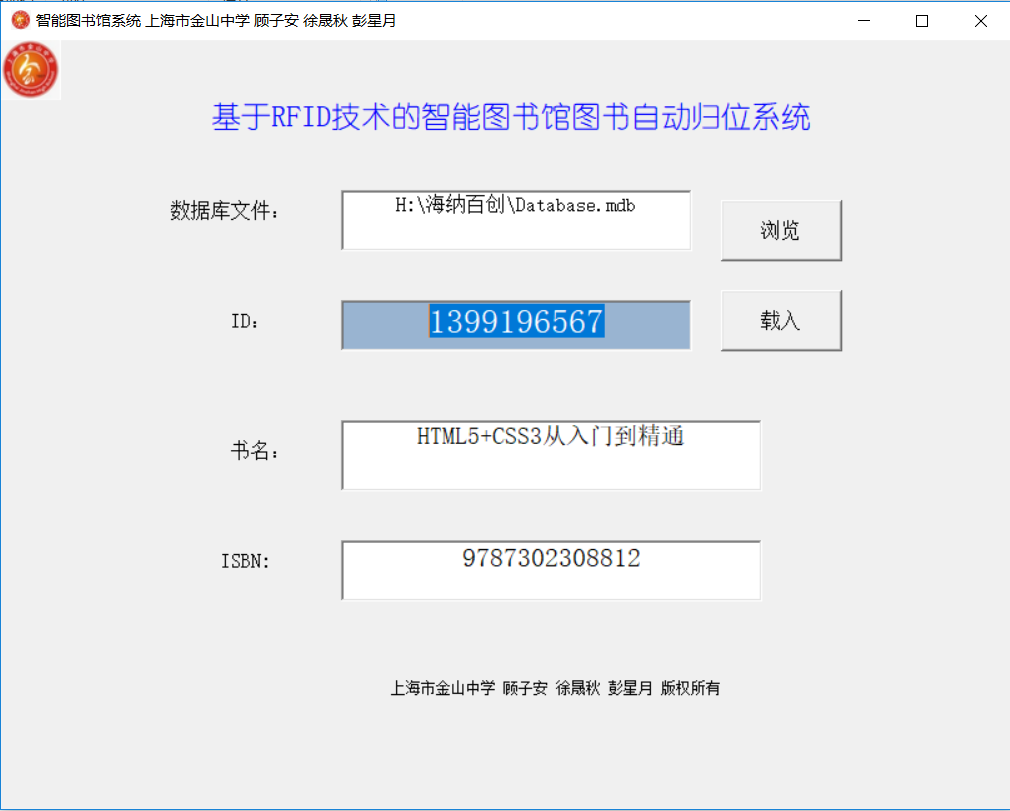 智能图书馆系统 上海市金山中学 顾子安 徐晟秋 彭星月
基于RFID技术的智能图书馆图书自动归位系统
数据库文件: H:\海纳百创\Database.mdb 浏览
ID: 1399196567 载入
书名: HTML5+CSS3从入门到精通
ISBN: 9787302308812
上海市金山中学 顾子安 徐晟秋 彭星月 版权所有